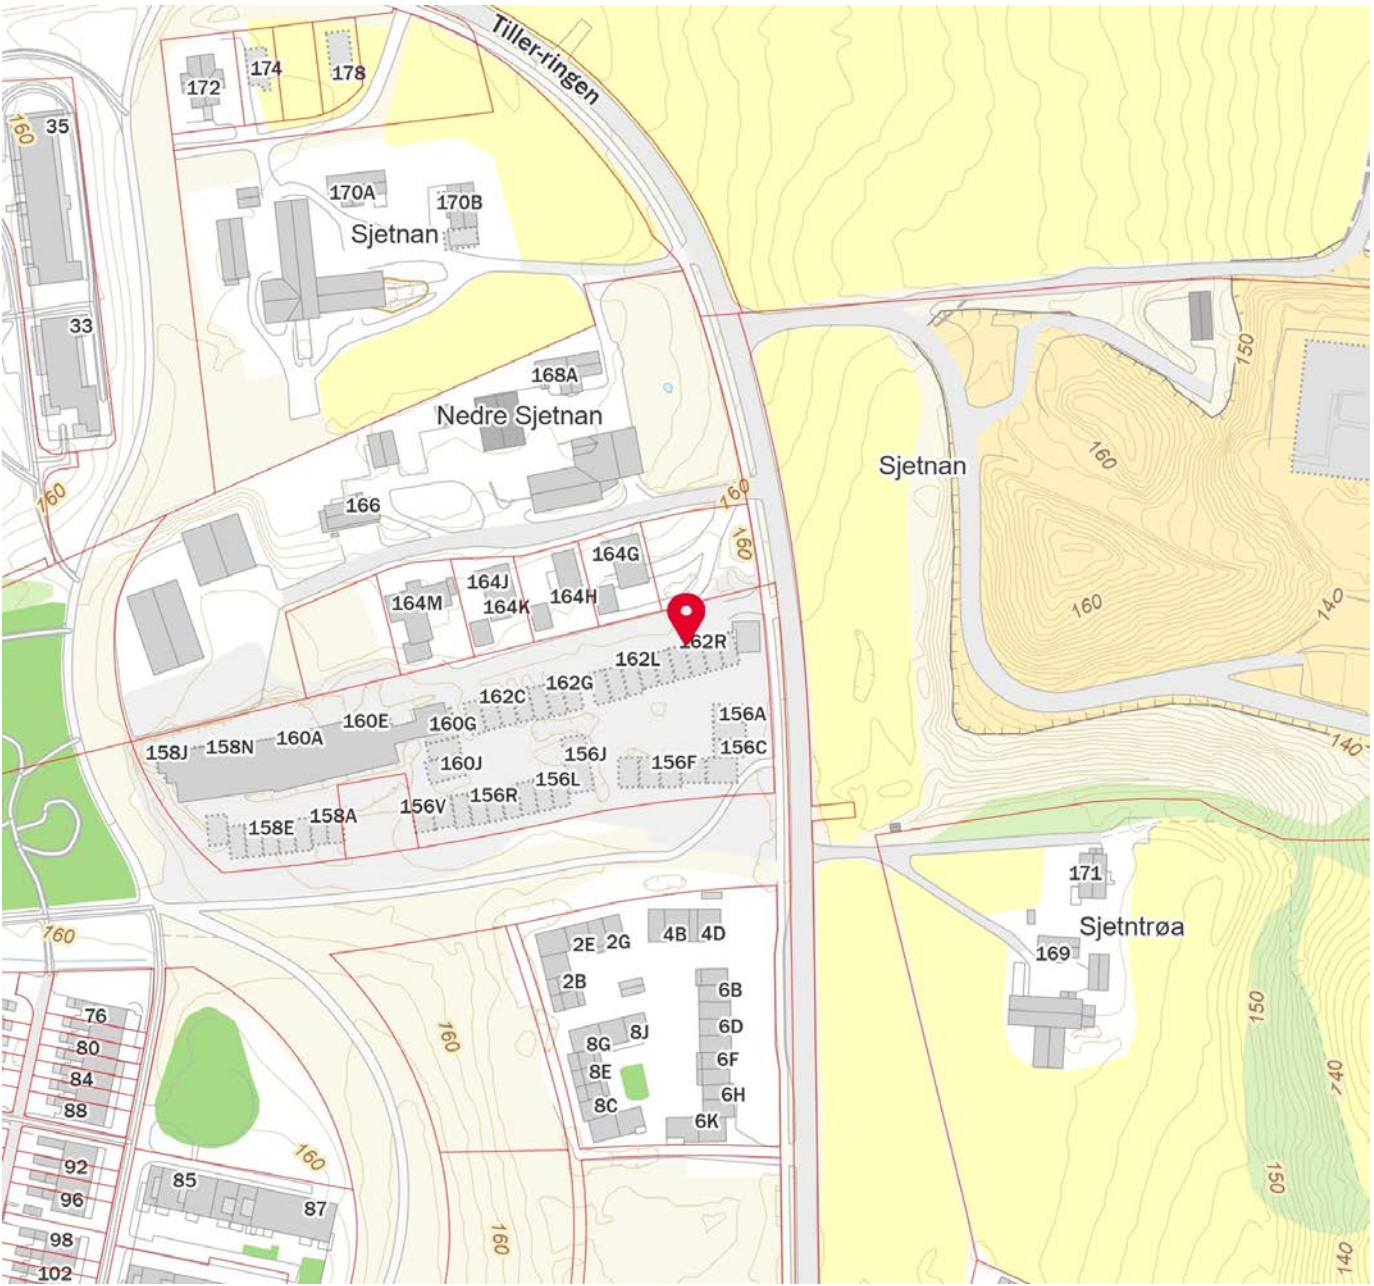 Tiller-ringen
174
178
172
35
160
170A
170B
Sjetnan
33
150
168A
Nedre Sjetnan
160
Sjetnan
160
166
160
160
164G
164J
164M
164K
164H
160
140
162R
162L
162G
162C
156A
160E
160G
160A
158N
158J
156C
140
156J
160J
156F
156L
156R
156V
158A
158E
171
Sjetntrøa
160
4B
4D
2G
2E
169
2B
6B
150
76
8J
6D
160
8G
80
6F
8E
84
140
6H
8C
88
6K
160
92
150
85
96
87
98
160
140
102